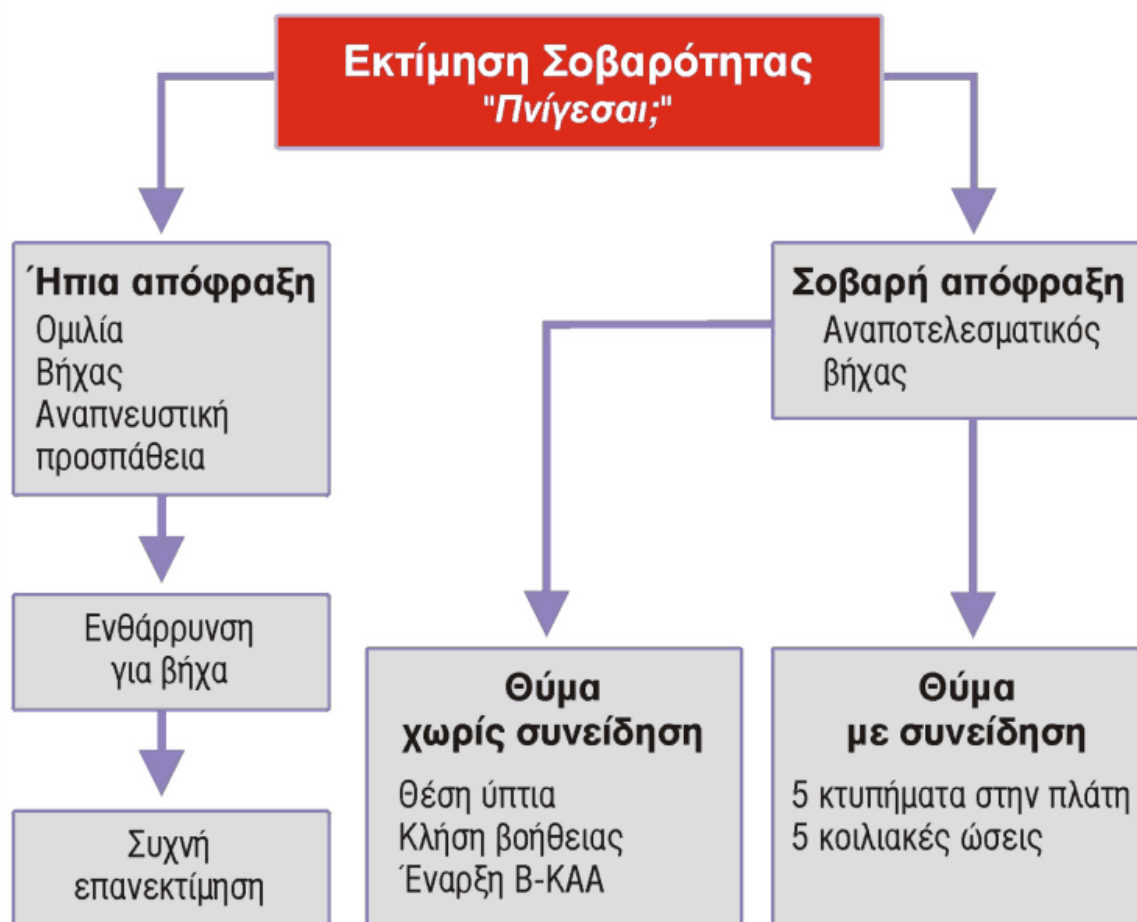 Εκτίμηση Σοβαρότητας
"Πνίγεσαι;"
Ήπια απόφραξη
Ομιλία
Βήχας
Αναπνευστική
προσπάθεια
Ενθάρρυνση
για βήχα
Συχνή
επανεκτίμηση
Σοβαρή απόφραξη
Αναποτελεσματικός
βήχας
Θύμα
χωρίς συνείδηση
Θέση ύπτια
Κλήση βοήθειας
Έναρξη Β-ΚΑΑ
Θύμα
με συνείδηση
5 κτυπήματα στην πλάτη
5 κοιλιακές ώσεις